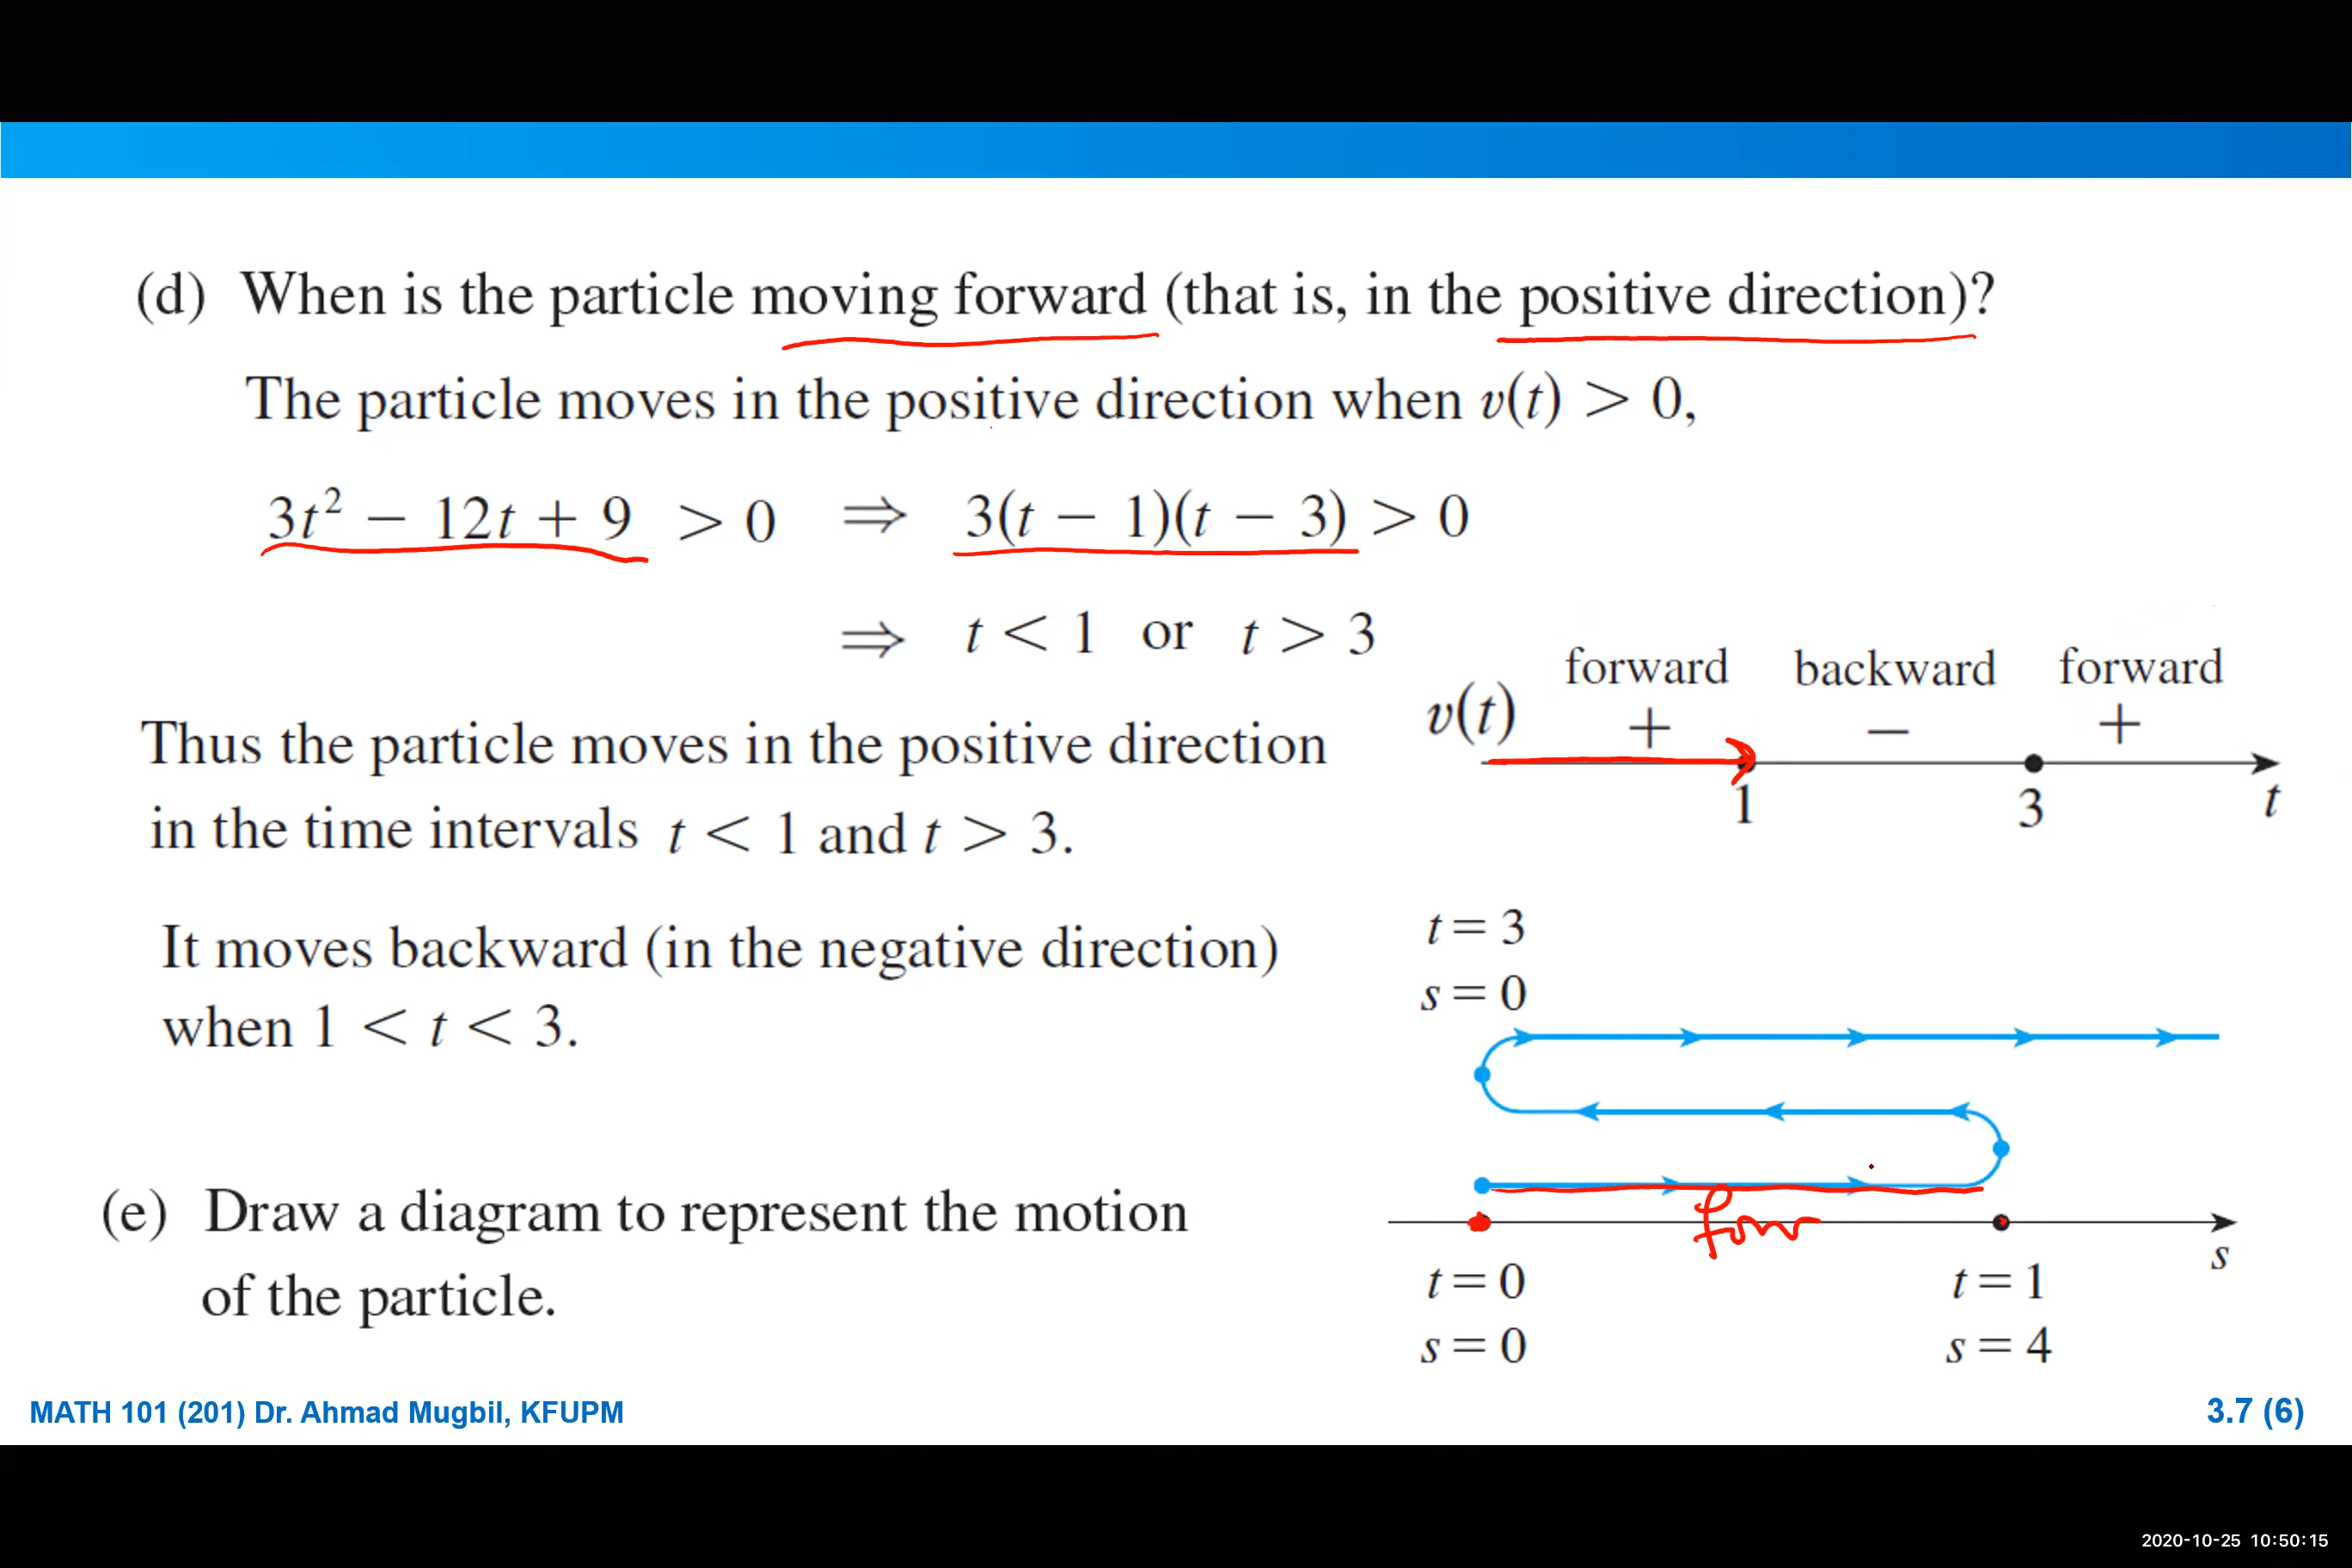 (d) When is the particle moving forward (that is, in the positive direction)?
The particle moves in the positive direction when v(t) > 0,
3t² − 12t + 9 > 0 ⇒ 3(t − 1)(t − 3) > 0
⇒ t < 1 or t > 3
forward backward forward
v(t) + − +
1 3 t
Thus the particle moves in the positive direction
in the time intervals t < 1 and t > 3.
It moves backward (in the negative direction)
when 1 < t < 3.
t = 3
s = 0
(e) Draw a diagram to represent the motion
of the particle.
s
t = 0 t = 1
s = 0 s = 4
MATH 101 (201) Dr. Ahmad Mugbil, KFUPM
3.7 (6)
2020-10-25 10:50:15